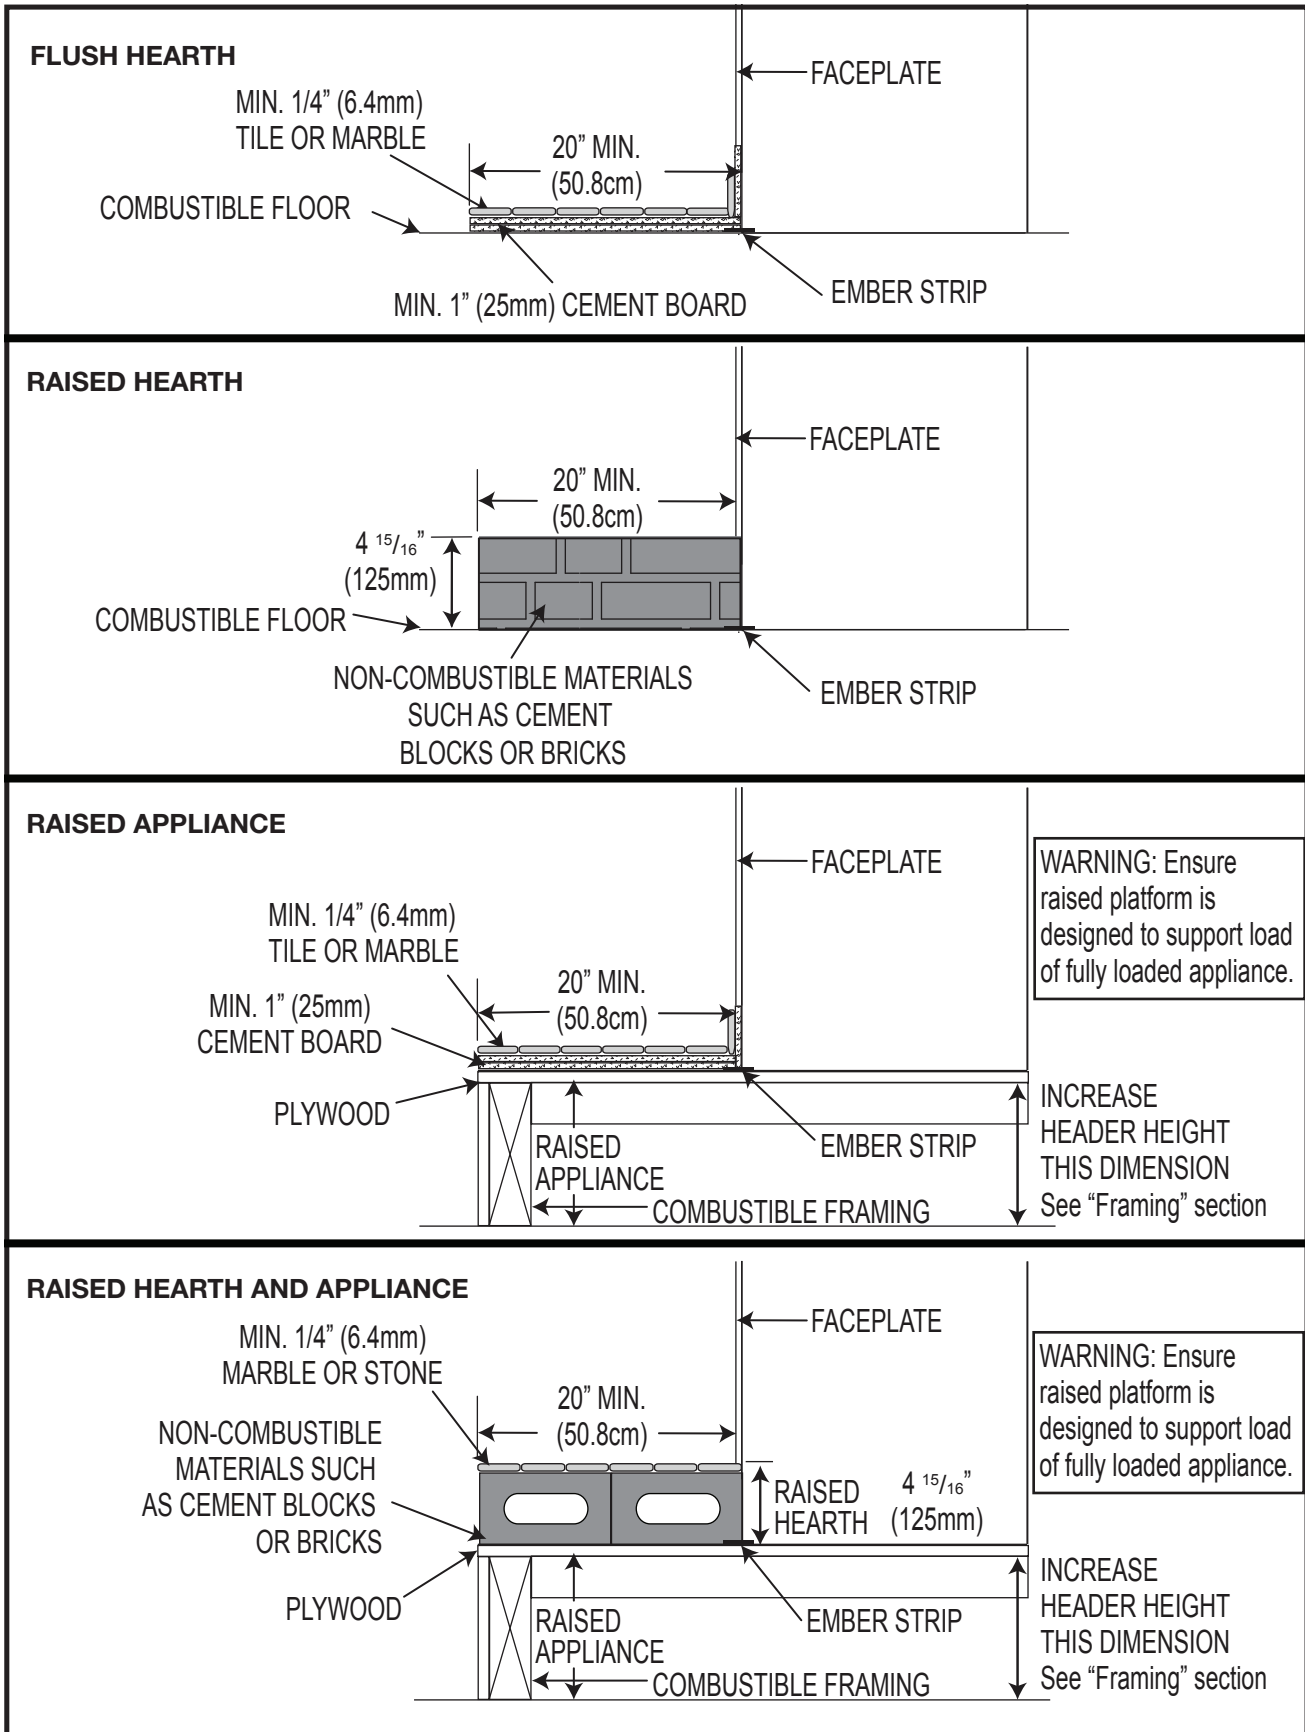 FLUSH HEARTH
FACEPLATE
MIN. 1/4” (6.4mm)
TILE OR MARBLE
20” MIN.
(50.8cm)
COMBUSTIBLE FLOOR
EMBER STRIP
MIN. 1” (25mm) CEMENT BOARD
RAISED HEARTH
FACEPLATE
20” MIN.
(50.8cm)
4 15/16”
(125mm)
COMBUSTIBLE FLOOR
NON-COMBUSTIBLE MATERIALS
SUCH AS CEMENT
BLOCKS OR BRICKS
EMBER STRIP
RAISED APPLIANCE
FACEPLATE
WARNING: Ensure
raised platform is
designed to support load
of fully loaded appliance.
MIN. 1/4” (6.4mm)
TILE OR MARBLE
20” MIN.
(50.8cm)
MIN. 1” (25mm)
CEMENT BOARD
PLYWOOD
RAISED
APPLIANCE
EMBER STRIP
COMBUSTIBLE FRAMING
INCREASE
HEADER HEIGHT
THIS DIMENSION
See “Framing” section
RAISED HEARTH AND APPLIANCE
FACEPLATE
MIN. 1/4” (6.4mm)
MARBLE OR STONE
WARNING: Ensure
raised platform is
designed to support load
of fully loaded appliance.
20” MIN.
(50.8cm)
NON-COMBUSTIBLE
MATERIALS SUCH
AS CEMENT BLOCKS
OR BRICKS
RAISED
HEARTH
4 15/16”
(125mm)
PLYWOOD
RAISED
APPLIANCE
EMBER STRIP
COMBUSTIBLE FRAMING
INCREASE
HEADER HEIGHT
THIS DIMENSION
See “Framing” section